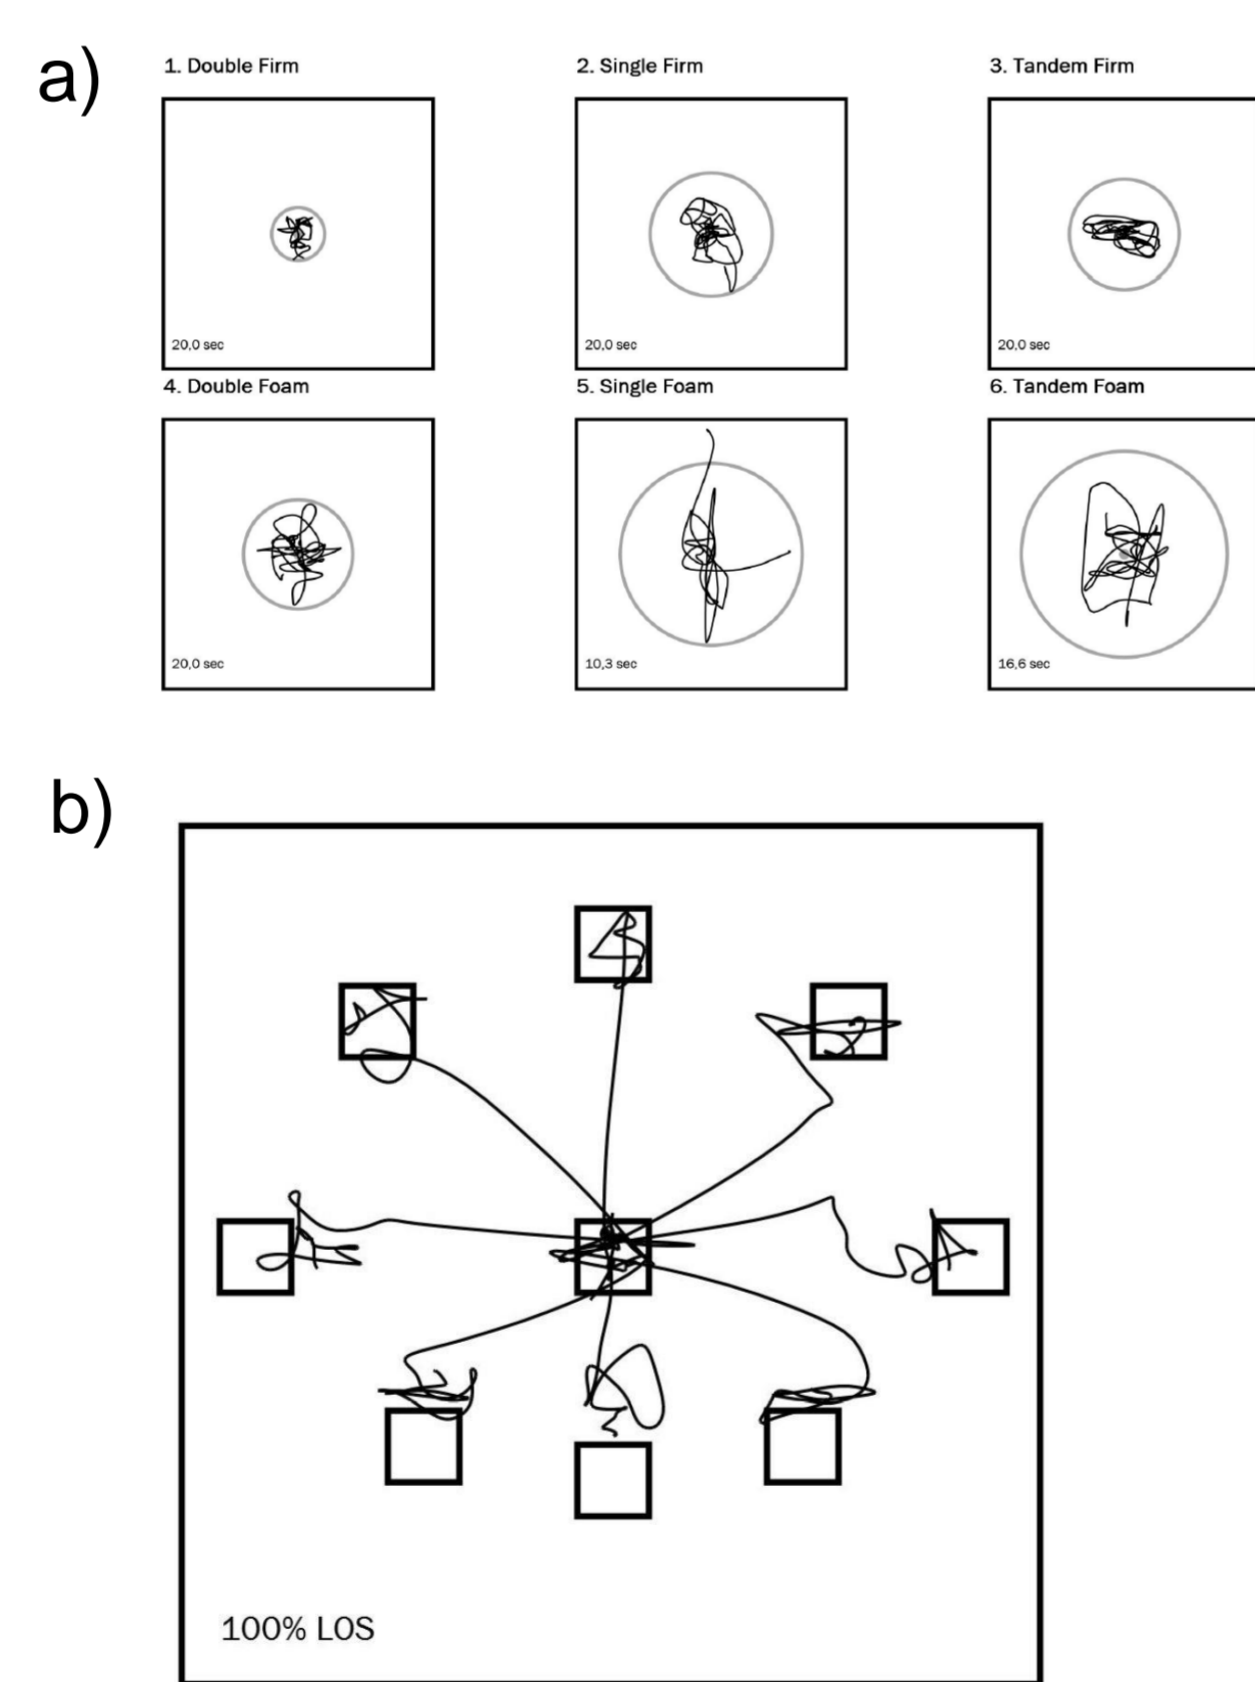 a)
1. Double Firm
2. Single Firm
3. Tandem Firm
20,0 sec
20,0 sec
20,0 sec
4. Double Foam
5. Single Foam
6. Tandem Foam
20,0 sec
10,3 sec
16,6 sec
b)
100% LOS